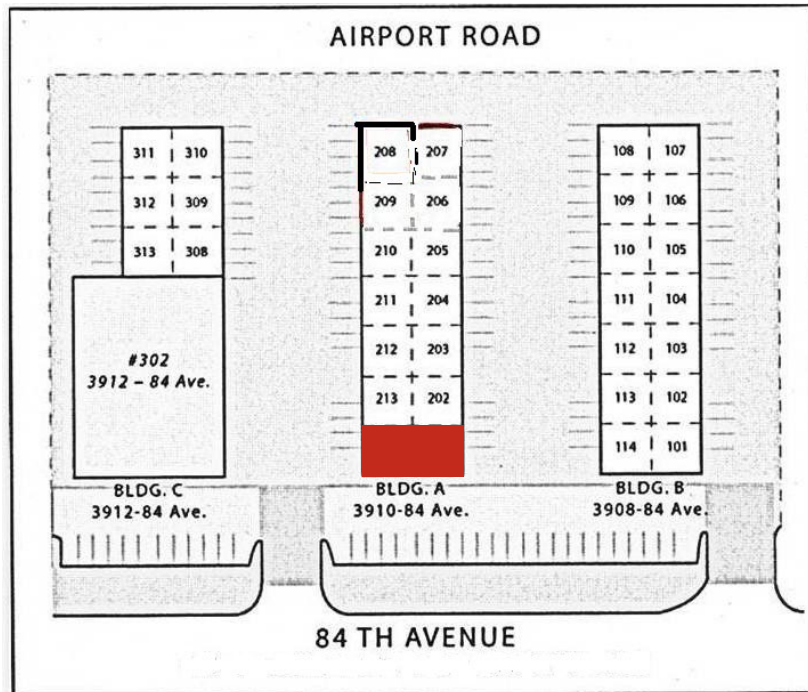 AIRPORT ROAD
311 310
312 309
313 308
#302
3912 – 84 Ave.
208 207
209 206
210 205
211 204
212 203
213 202
108 107
109 106
110 105
111 104
112 103
113 102
114 101
BLDG. C
3912-84 Ave.
BLDG. A
3910-84 Ave.
BLDG. B
3908-84 Ave.
84 TH AVENUE